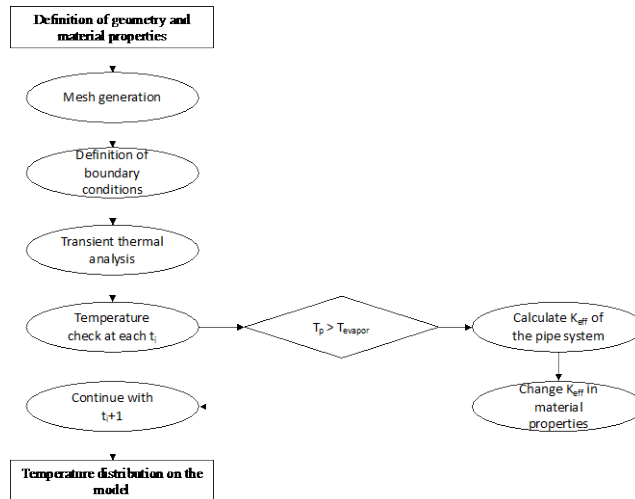 Definition of geometry and
material properties
Mesh generation
Definition of
boundary
conditions
Transient thermal
analysis
Temperature
check at each tᵢ
Tₚ > Tₑᵥₐₚₒᵣ
Calculate Kₑff of
the pipe system
Change Kₑff in
material
properties
Continue with
tᵢ+1
Temperature distribution on the
model